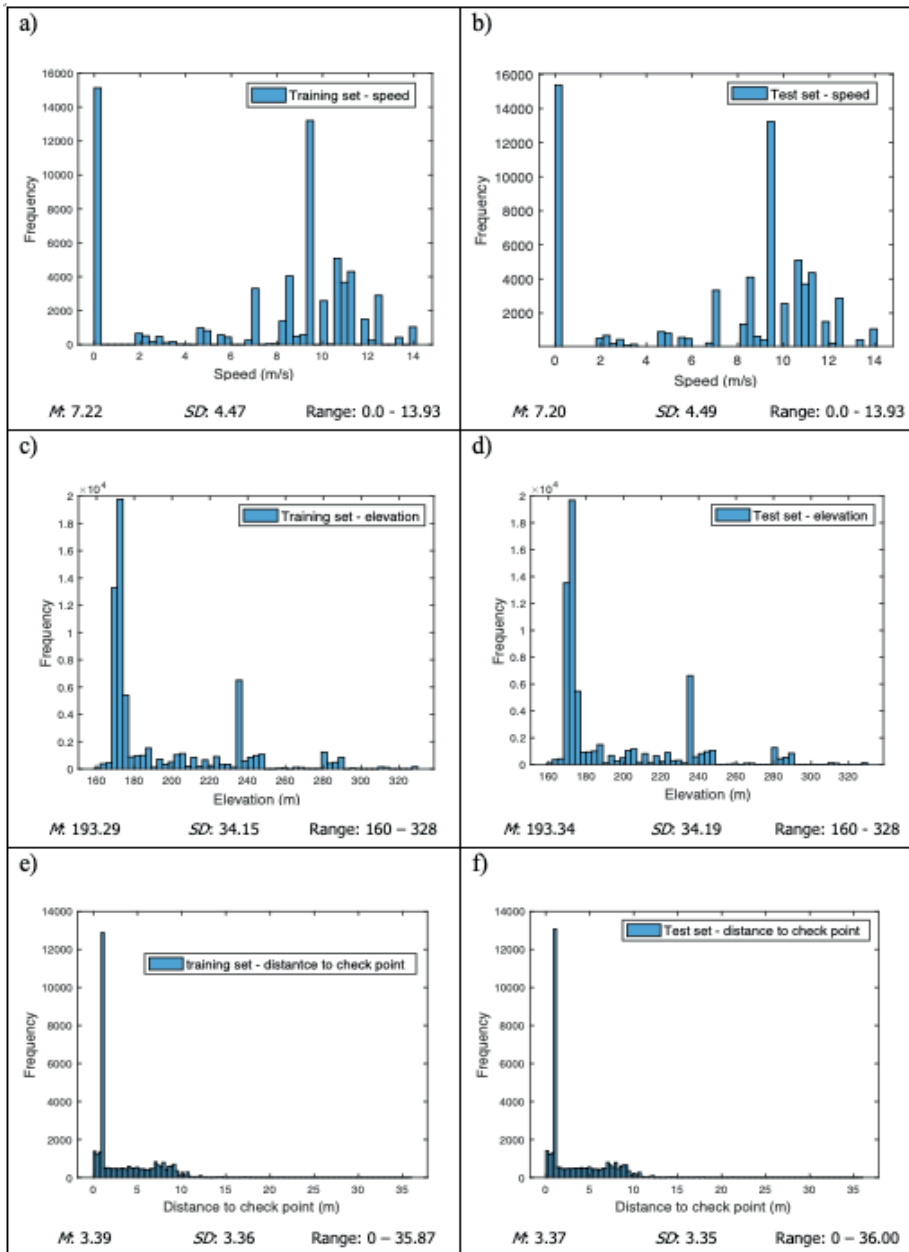 a)
Training set - speed
16000
14000
12000
10000
8000
6000
4000
2000
0
Frequency
0 2 4 6 8 10 12 14
Speed (m/s)
M: 7.22 SD: 4.47 Range: 0.0 - 13.93
b)
Test set - speed
16000
14000
12000
10000
8000
6000
4000
2000
Frequency
0 2 4 6 8 10 12 14
Speed (m/s)
M: 7.20 SD: 4.49 Range: 0.0 - 13.93
c)
×10⁴
Training set - elevation
2
1.8
1.6
1.4
1.2
1
0.8
0.6
0.4
0.2
0
Frequency
160 180 200 220 240 260 280 300 320
Elevation (m)
M: 193.29 SD: 34.15 Range: 160 – 328
d)
×10⁴
Test set - elevation
2
1.8
1.6
1.4
1.2
1
0.8
0.6
0.4
0.2
0
Frequency
160 180 200 220 240 260 280 300 320
Elevation (m)
M: 193.34 SD: 34.19 Range: 160 - 328
e)
training set - distantce to check point
14000
12000
10000
8000
6000
4000
2000
0
Frequency
0 5 10 15 20 25 30 35
Distance to check point (m)
M: 3.39 SD: 3.36 Range: 0 – 35.87
f)
Test set - distance to check point
14000
12000
10000
8000
6000
4000
2000
0
Frequency
0 5 10 15 20 25 30 35
Distance to check point (m)
M: 3.37 SD: 3.35 Range: 0 – 36.00